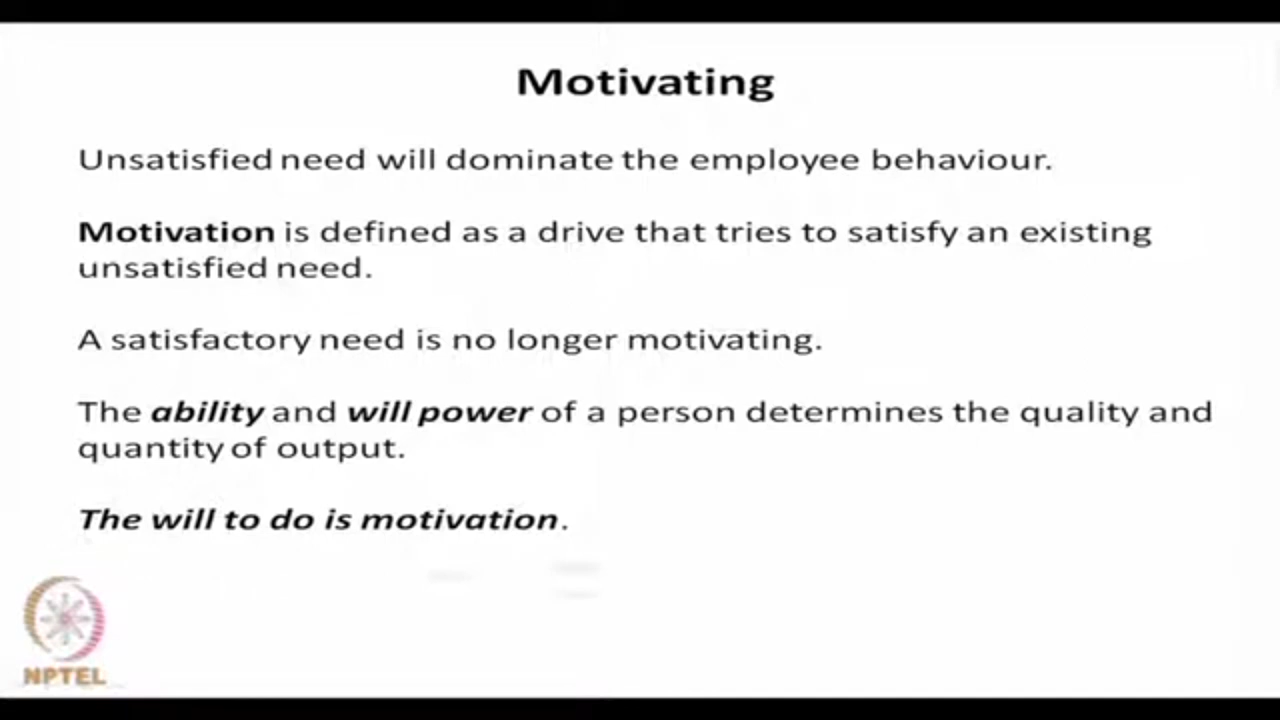 Motivating
Unsatisfied need will dominate the employee behaviour.
Motivation is defined as a drive that tries to satisfy an existing
unsatisfied need.
A satisfactory need is no longer motivating.
The ability and will power of a person determines the quality and
quantity of output.
The will to do is motivation.
NPTEL